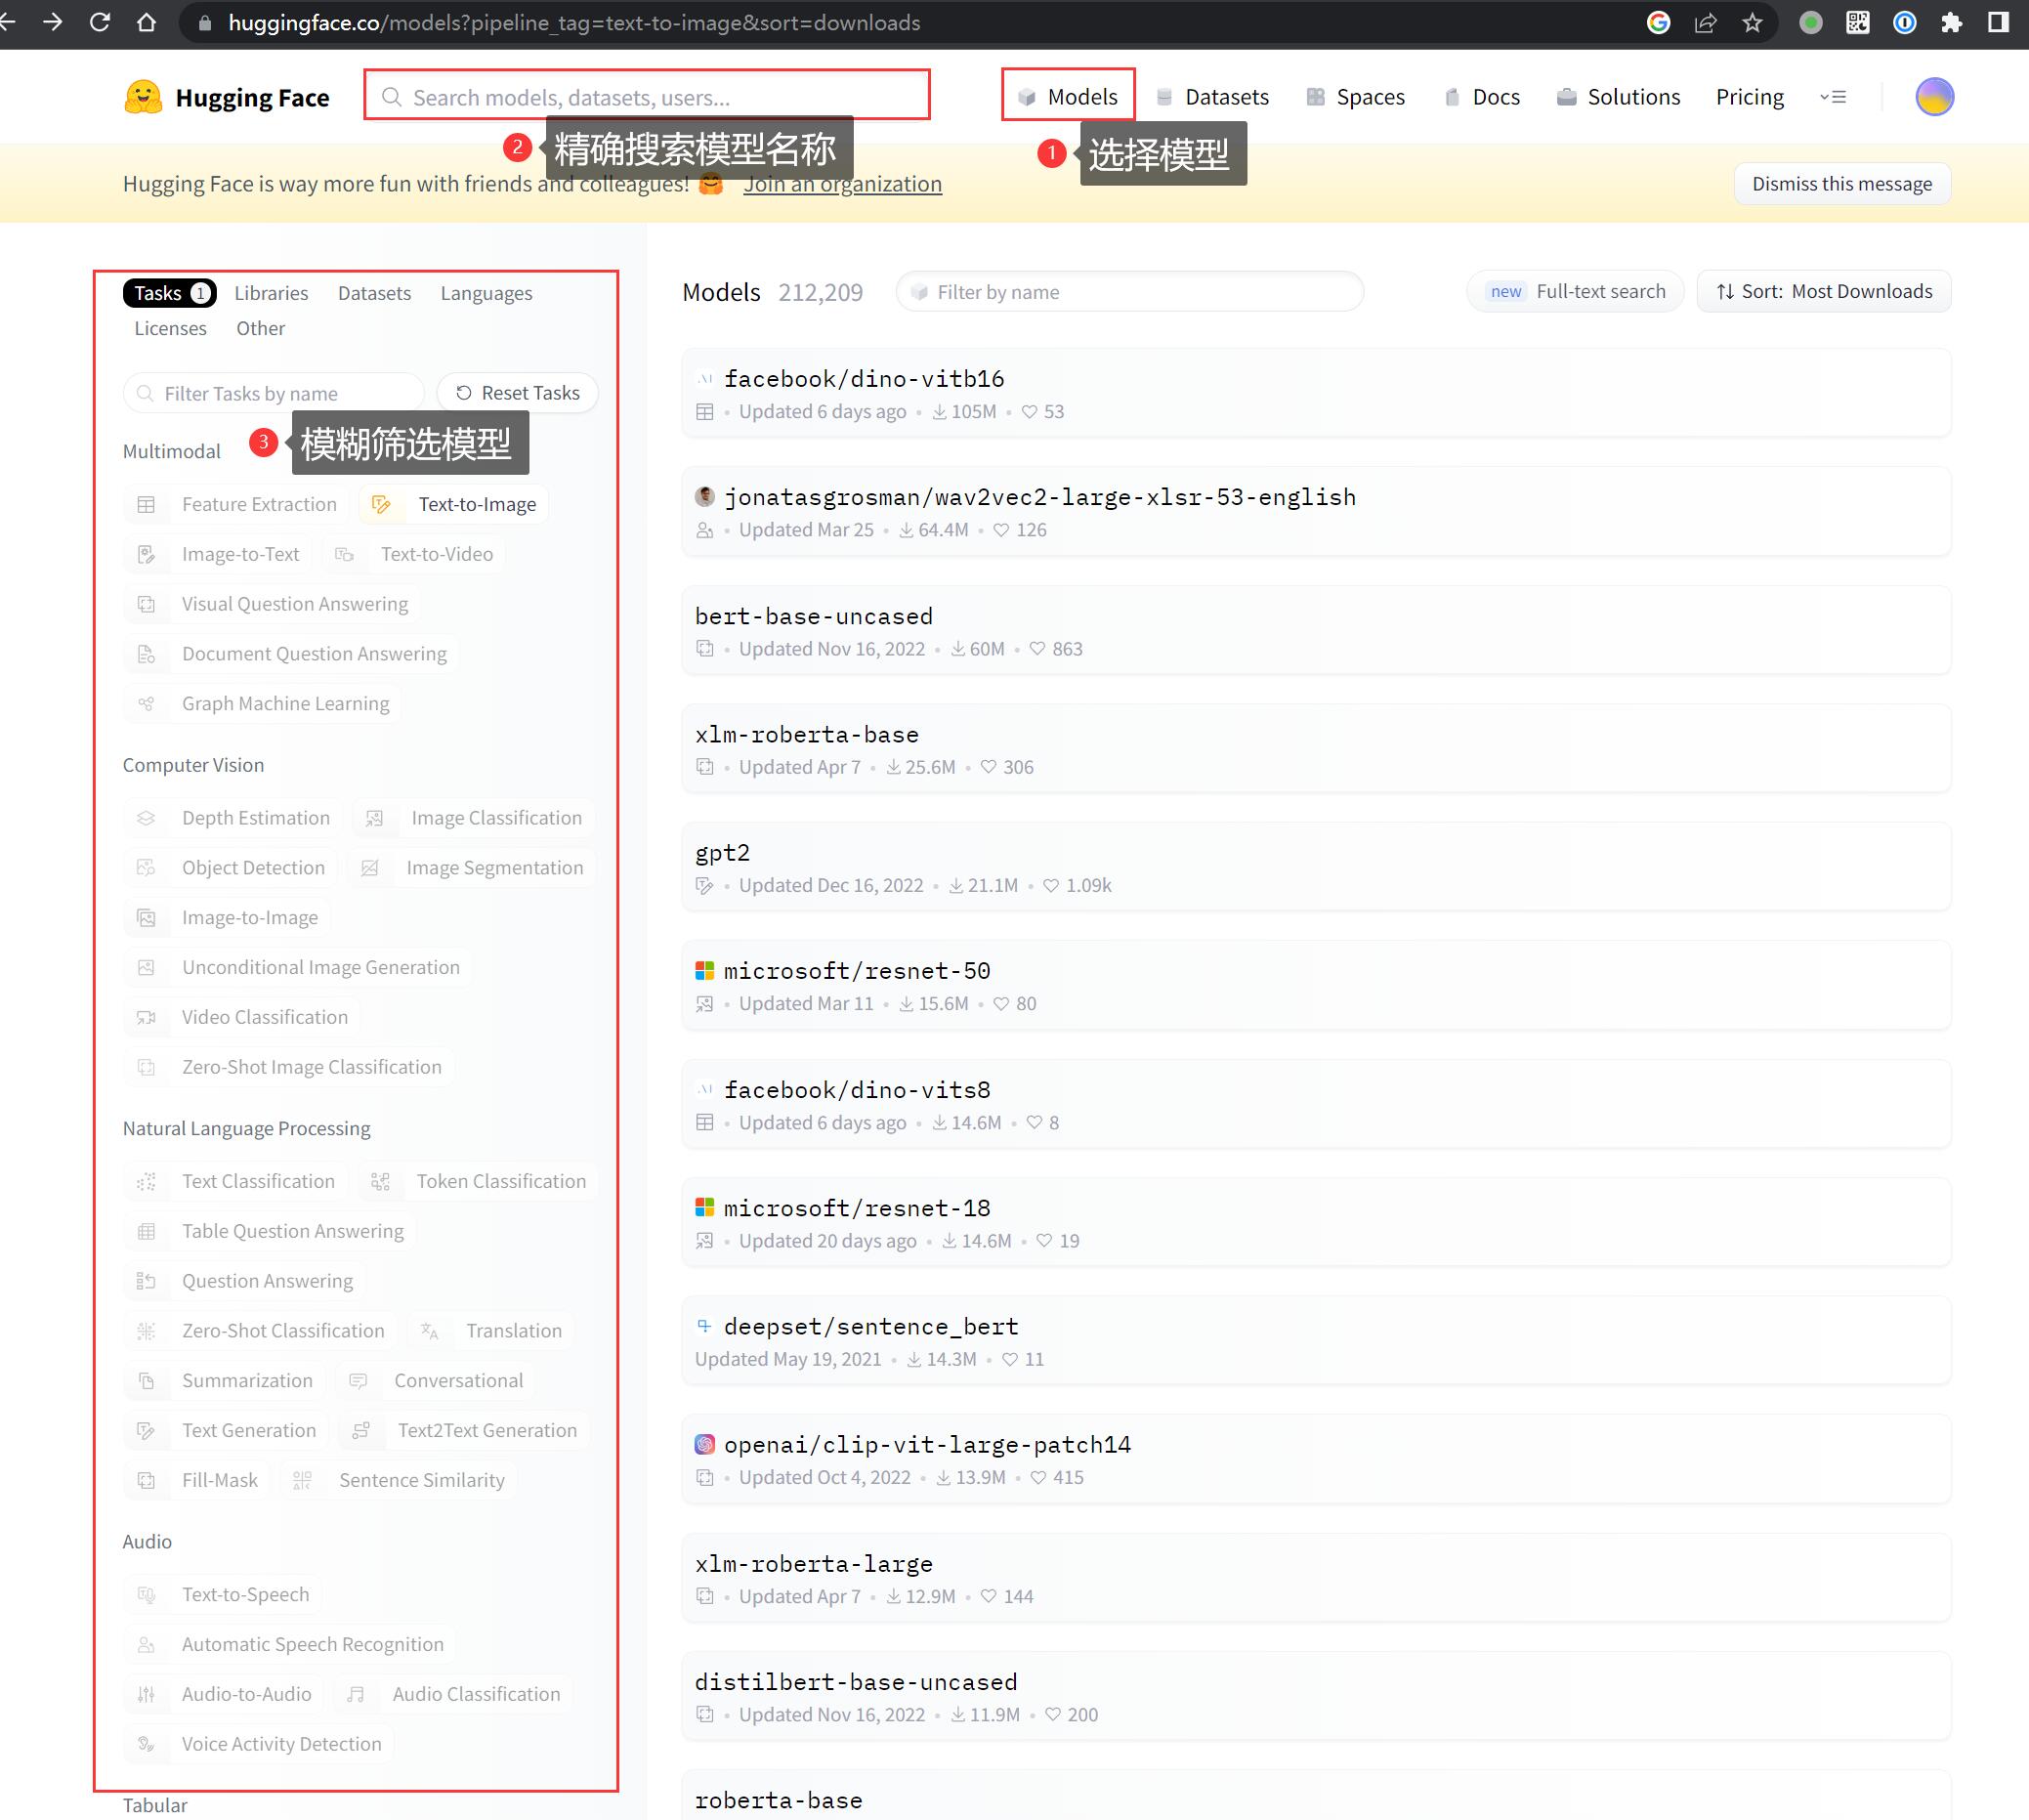 huggingface.co/models?pipeline_tag=text-to-image&sort=downloads
Hugging Face
Search models, datasets, users...
Models
Datasets
Spaces
Docs
Solutions
Pricing
2 精确搜索模型名称
1 选择模型
Hugging Face is way more fun with friends and colleagues! 🤗 Join an organization
Dismiss this message
Tasks 1 Libraries Datasets Languages
Licenses Other
Filter Tasks by name
Reset Tasks
3 模糊筛选模型
Multimodal
Feature Extraction Text-to-Image
Image-to-Text Text-to-Video
Visual Question Answering
Document Question Answering
Graph Machine Learning
Computer Vision
Depth Estimation Image Classification
Object Detection Image Segmentation
Image-to-Image
Unconditional Image Generation
Video Classification
Zero-Shot Image Classification
Natural Language Processing
Text Classification Token Classification
Table Question Answering
Question Answering
Zero-Shot Classification Translation
Summarization Conversational
Text Generation Text2Text Generation
Fill-Mask Sentence Similarity
Audio
Text-to-Speech
Automatic Speech Recognition
Audio-to-Audio Audio Classification
Voice Activity Detection
Tabular
Models 212,209
Filter by name
new Full-text search
Sort: Most Downloads
facebook/dino-vitb16
Updated 6 days ago • 105M • 53
jonatasgrosman/wav2vec2-large-xlsr-53-english
Updated Mar 25 • 64.4M • 126
bert-base-uncased
Updated Nov 16, 2022 • 60M • 863
xlm-roberta-base
Updated Apr 7 • 25.6M • 306
gpt2
Updated Dec 16, 2022 • 21.1M • 1.09k
microsoft/resnet-50
Updated Mar 11 • 15.6M • 80
facebook/dino-vits8
Updated 6 days ago • 14.6M • 8
microsoft/resnet-18
Updated 20 days ago • 14.6M • 19
deepset/sentence_bert
Updated May 19, 2021 • 14.3M • 11
openai/clip-vit-large-patch14
Updated Oct 4, 2022 • 13.9M • 415
xlm-roberta-large
Updated Apr 7 • 12.9M • 144
distilbert-base-uncased
Updated Nov 16, 2022 • 11.9M • 200
roberta-base